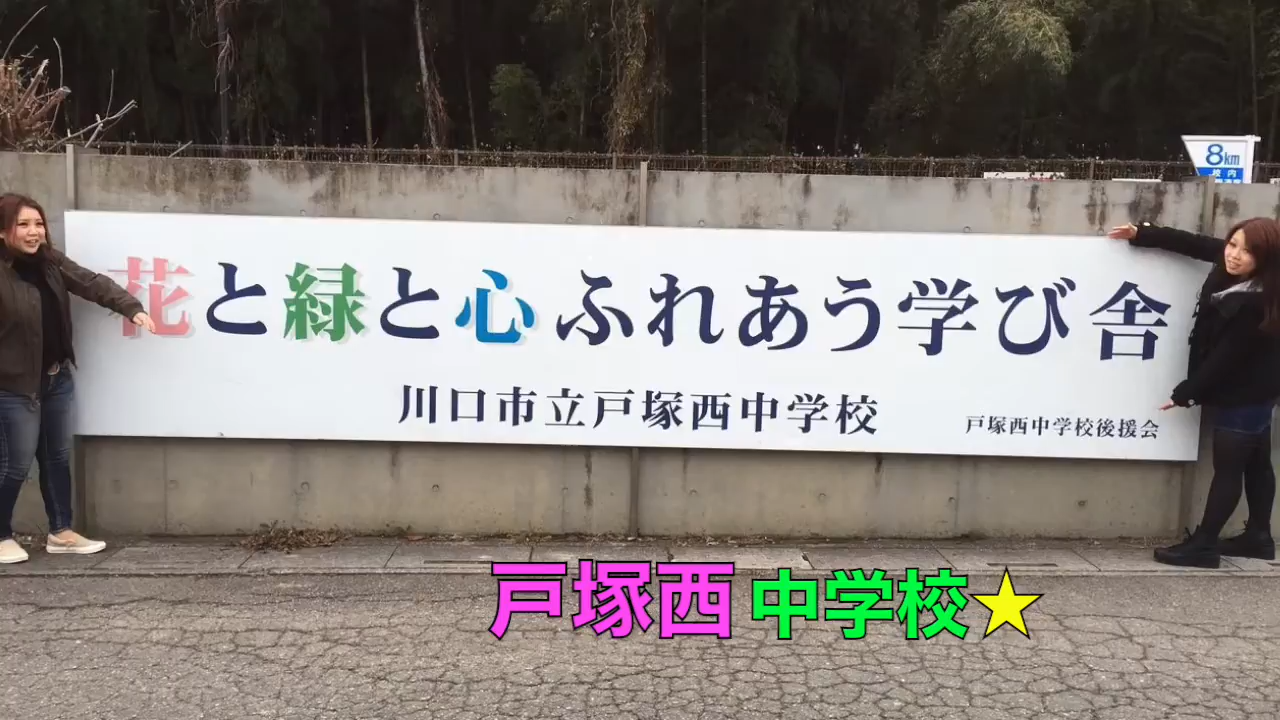 8km
校内
花と緑と心ふれあう学び舎
川口市立戸塚西中学校
戸塚西中学校後援会
戸塚西 中学校★